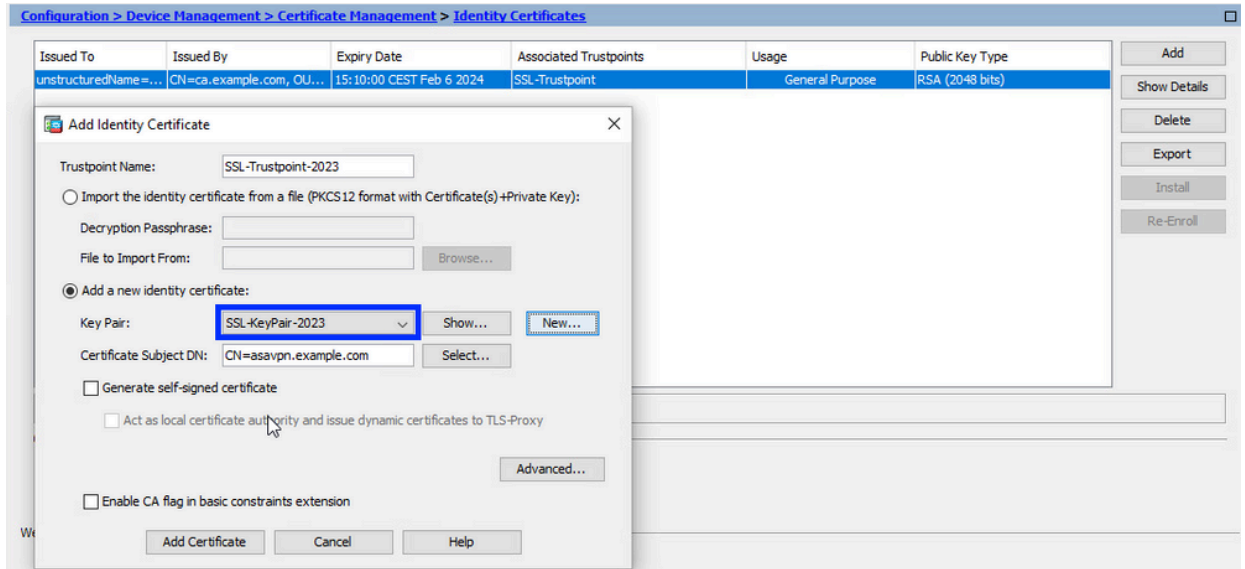 Configuration > Device Management > Certificate Management > Identity Certificates
Issued To Issued By Expiry Date Associated Trustpoints Usage Public Key Type
unstructuredName=... CN=ca.example.com, OU... 15:10:00 CEST Feb 6 2024 SSL-Trustpoint General Purpose RSA (2048 bits)
Add
Show Details
Delete
Export
Install
Re-Enroll
Add Identity Certificate
Trustpoint Name: SSL-Trustpoint-2023
Import the identity certificate from a file (PKCS12 format with Certificate(s)+Private Key):
Decryption Passphrase:
File to Import From: Browse...
Add a new identity certificate:
Key Pair: SSL-KeyPair-2023 Show... New...
Certificate Subject DN: CN=asavpn.example.com Select...
Generate self-signed certificate
Act as local certificate authority and issue dynamic certificates to TLS-Proxy
Advanced...
Enable CA flag in basic constraints extension
Add Certificate Cancel Help